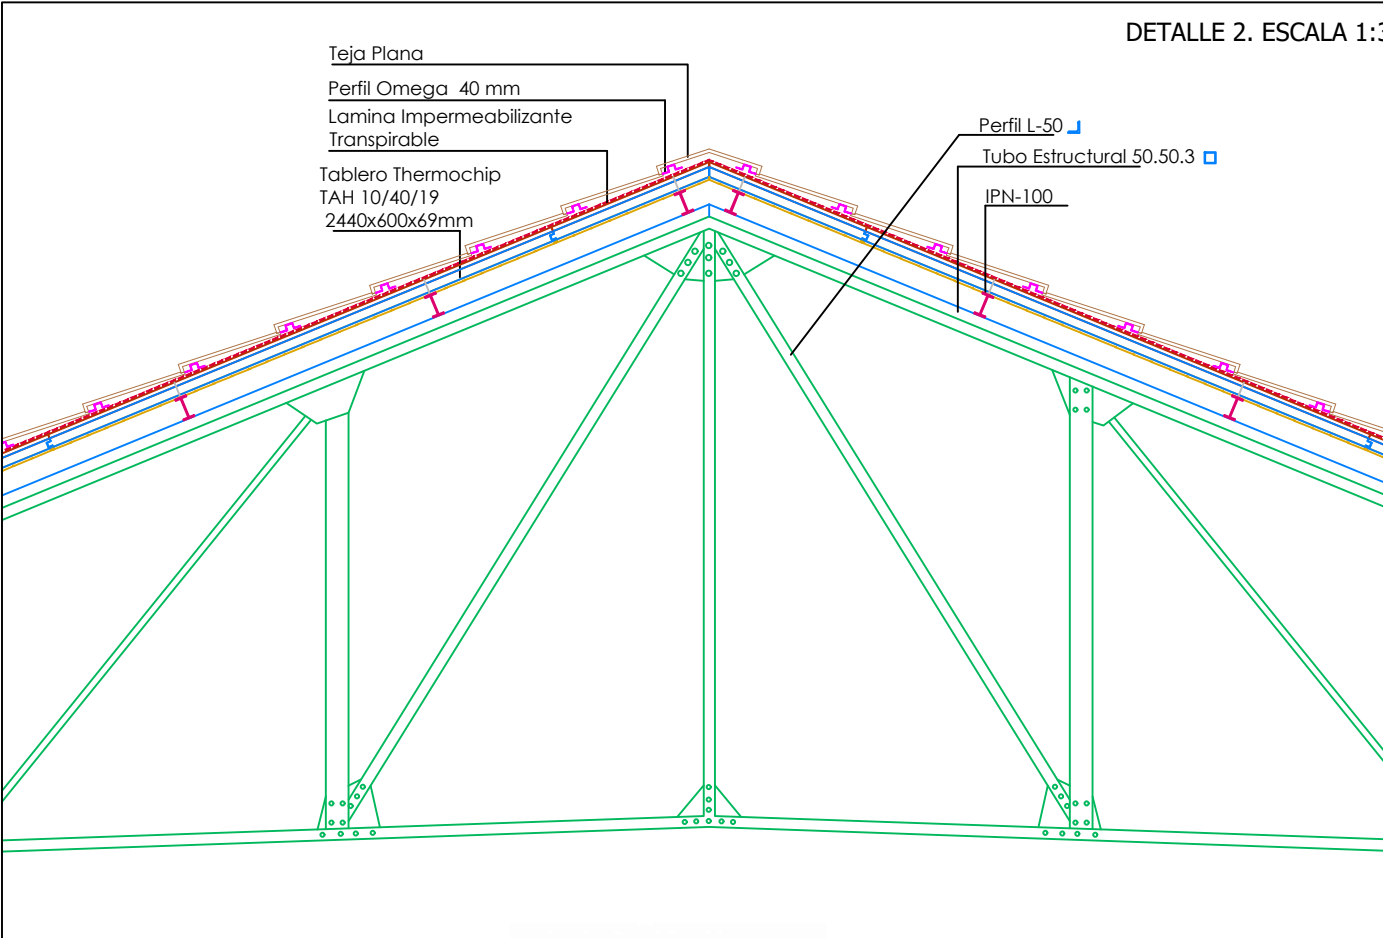 DETALLE 2. ESCALA 1:3
Teja Plana
Perfil Omega 40 mm
Lamina Impermeabilizante
Transpirable
Tablero Thermochip
TAH 10/40/19
2440x600x69mm
Perfil L-50
Tubo Estructural 50.50.3
IPN-100